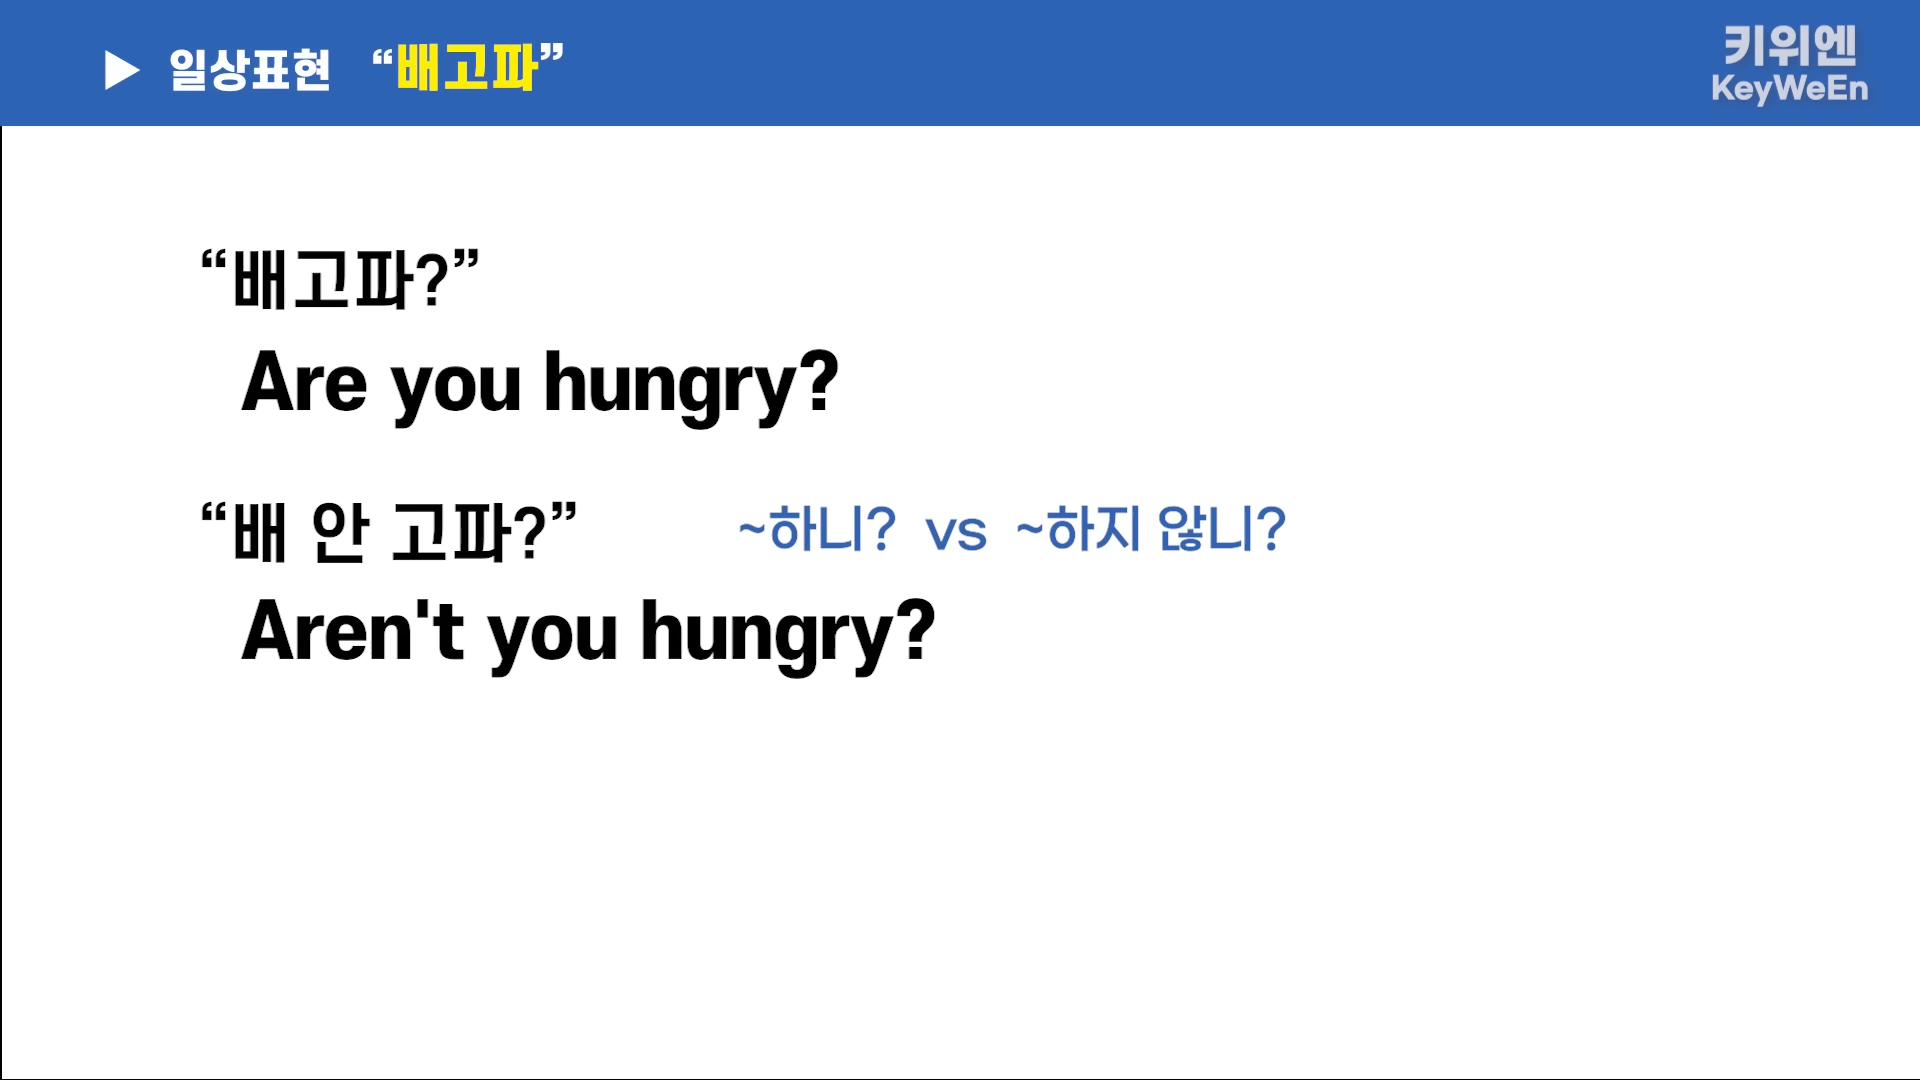 ▶ 일상표현 “배고파”
키위엔
KeyWeEn
“배고파?”
Are you hungry?
“배 안 고파?” ~하니? vs ~하지 않니?
Aren't you hungry?